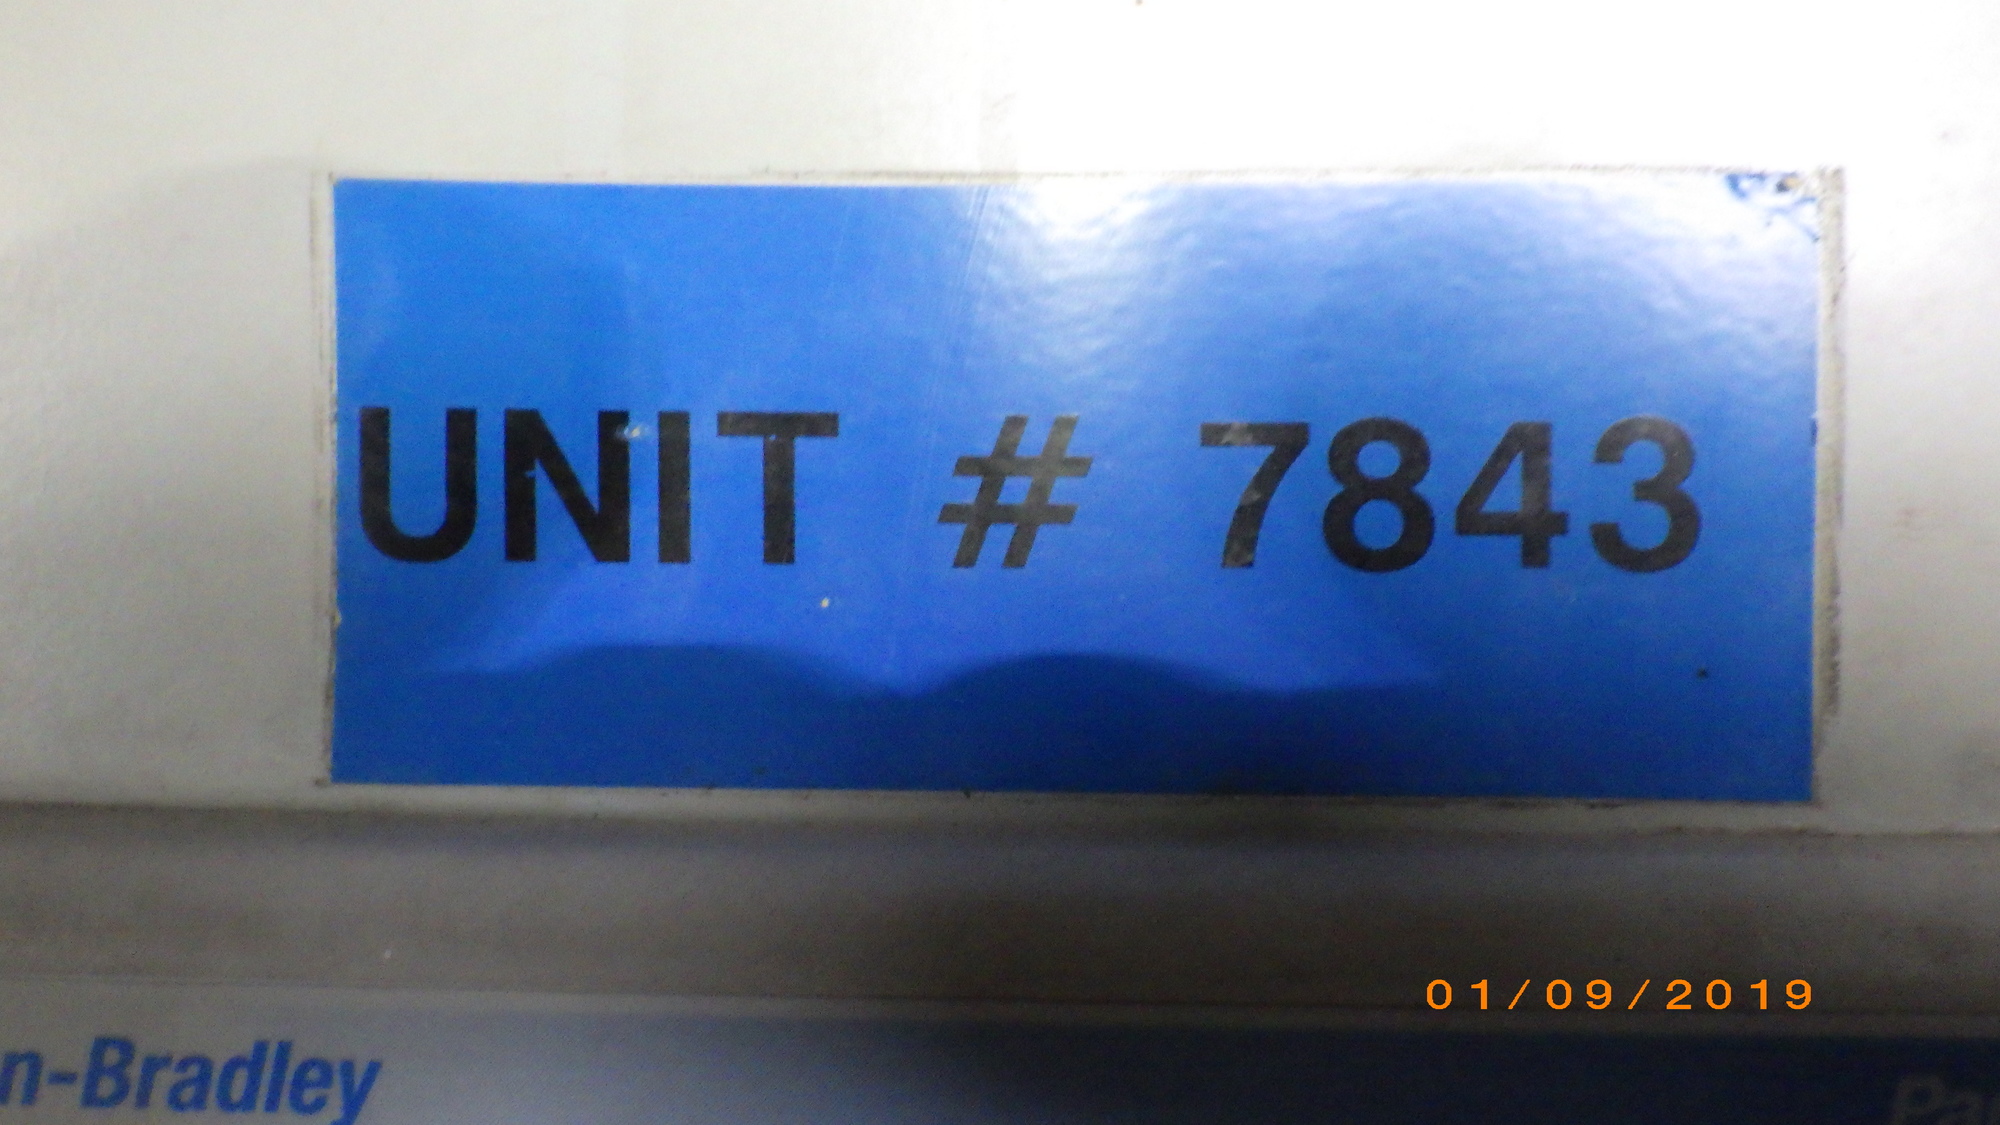 UNIT # 7843
01/09/2019
n-Bradley